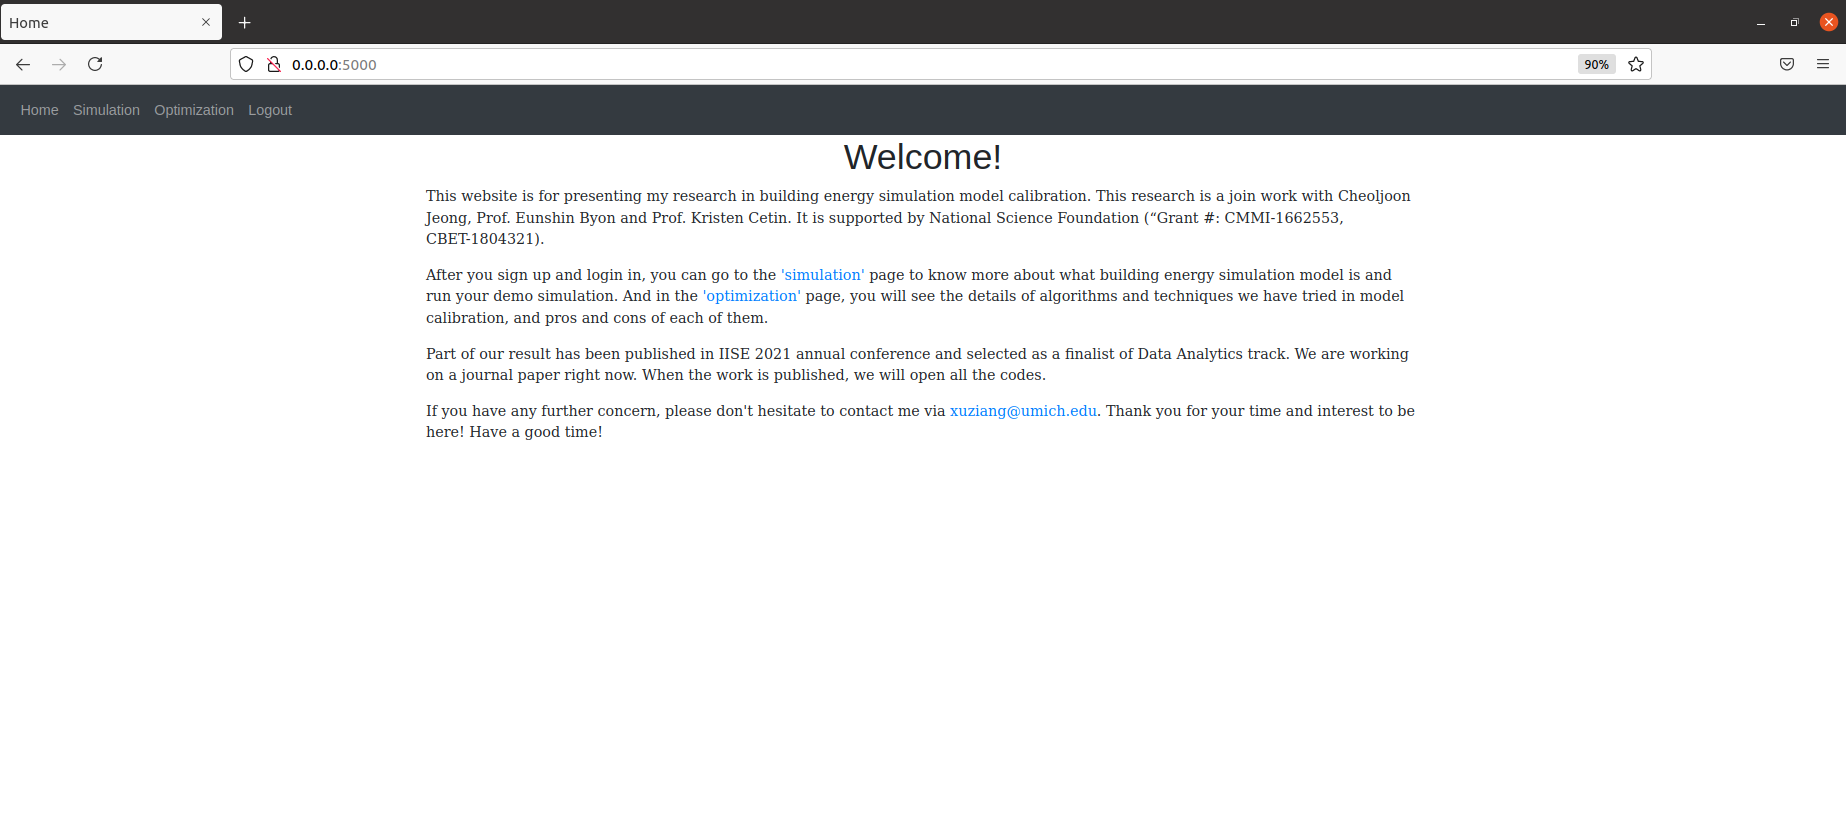 Home
0.0.0.0:5000
90%
Home Simulation Optimization Logout
Welcome!
This website is for presenting my research in building energy simulation model calibration. This research is a join work with Cheoljoon
Jeong, Prof. Eunshin Byon and Prof. Kristen Cetin. It is supported by National Science Foundation (“Grant #: CMMI-1662553,
CBET-1804321).
After you sign up and login in, you can go to the 'simulation' page to know more about what building energy simulation model is and
run your demo simulation. And in the 'optimization' page, you will see the details of algorithms and techniques we have tried in model
calibration, and pros and cons of each of them.
Part of our result has been published in IISE 2021 annual conference and selected as a finalist of Data Analytics track. We are working
on a journal paper right now. When the work is published, we will open all the codes.
If you have any further concern, please don't hesitate to contact me via xuziang@umich.edu. Thank you for your time and interest to be
here! Have a good time!